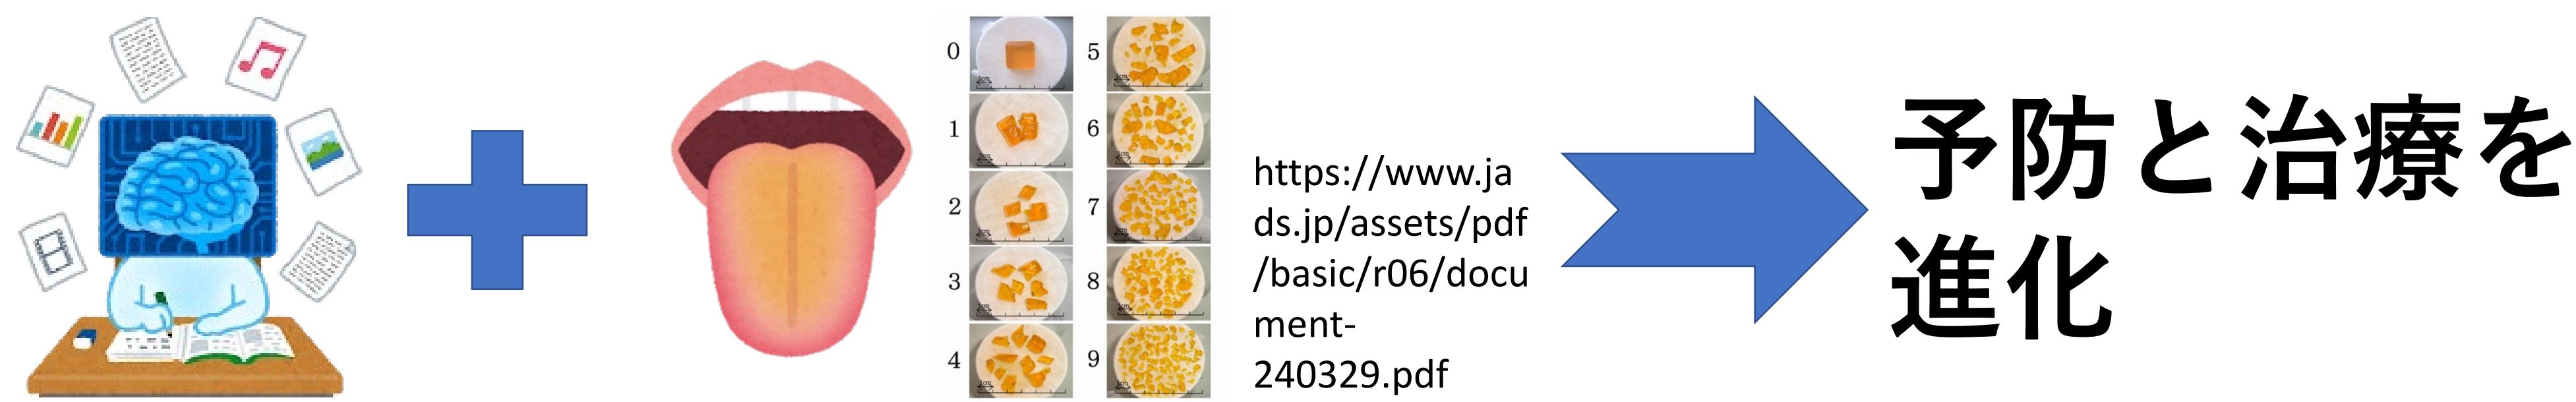 0
1
2
3
4
5
6
7
8
9
https://www.ja
ds.jp/assets/pdf
/basic/r06/docu
ment-
240329.pdf
予防と治療を
進化